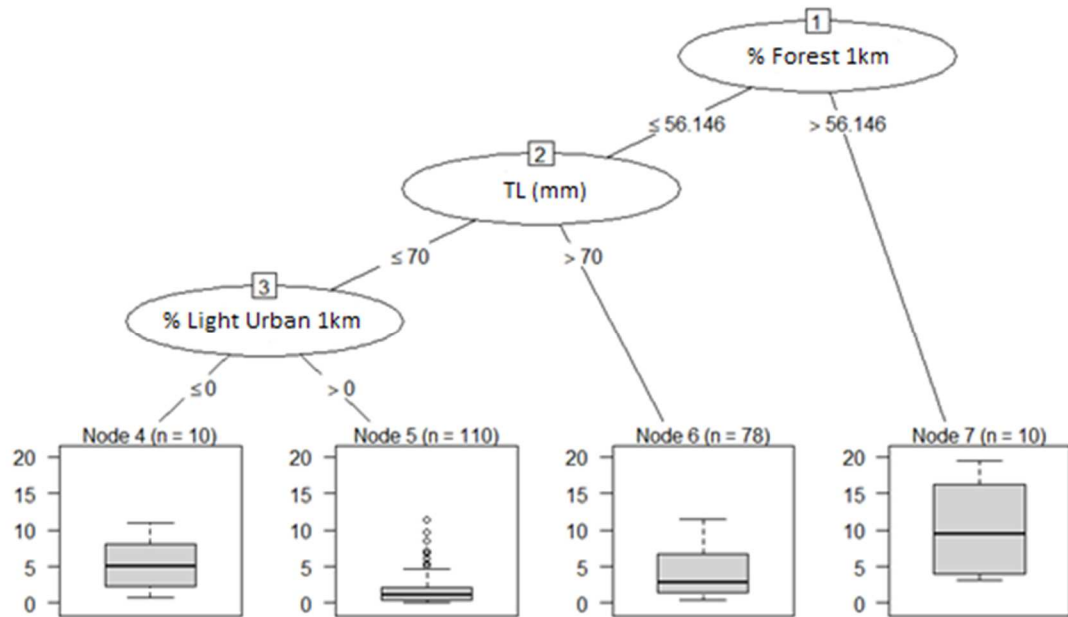 1
% Forest 1km
≤ 56.146 > 56.146
2
TL (mm)
≤ 70 > 70
3
% Light Urban 1km
≤ 0 > 0
Node 4 (n = 10) Node 5 (n = 110) Node 6 (n = 78) Node 7 (n = 10)
20 20 20 20
15 15 15 15
10 10 10 10
5 5 5 5
0 0 0 0